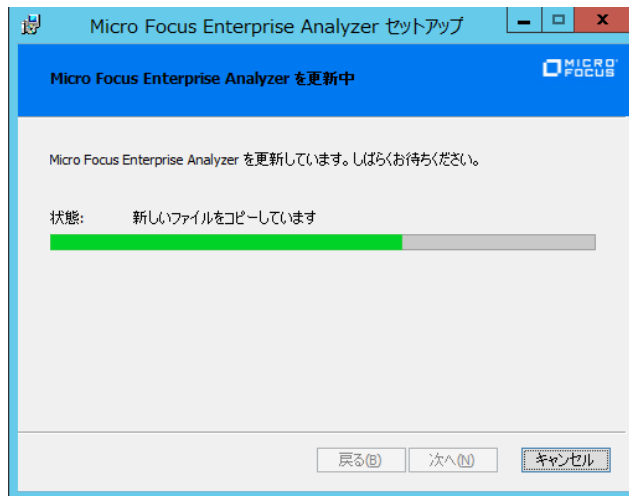 Micro Focus Enterprise Analyzer セットアップ
Micro Focus Enterprise Analyzer を更新中
MICRO
FOCUS
Micro Focus Enterprise Analyzer を更新しています。しばらくお待ちください。
状態: 新しいファイルをコピーしています
戻る(B) 次へ(N) キャンセル